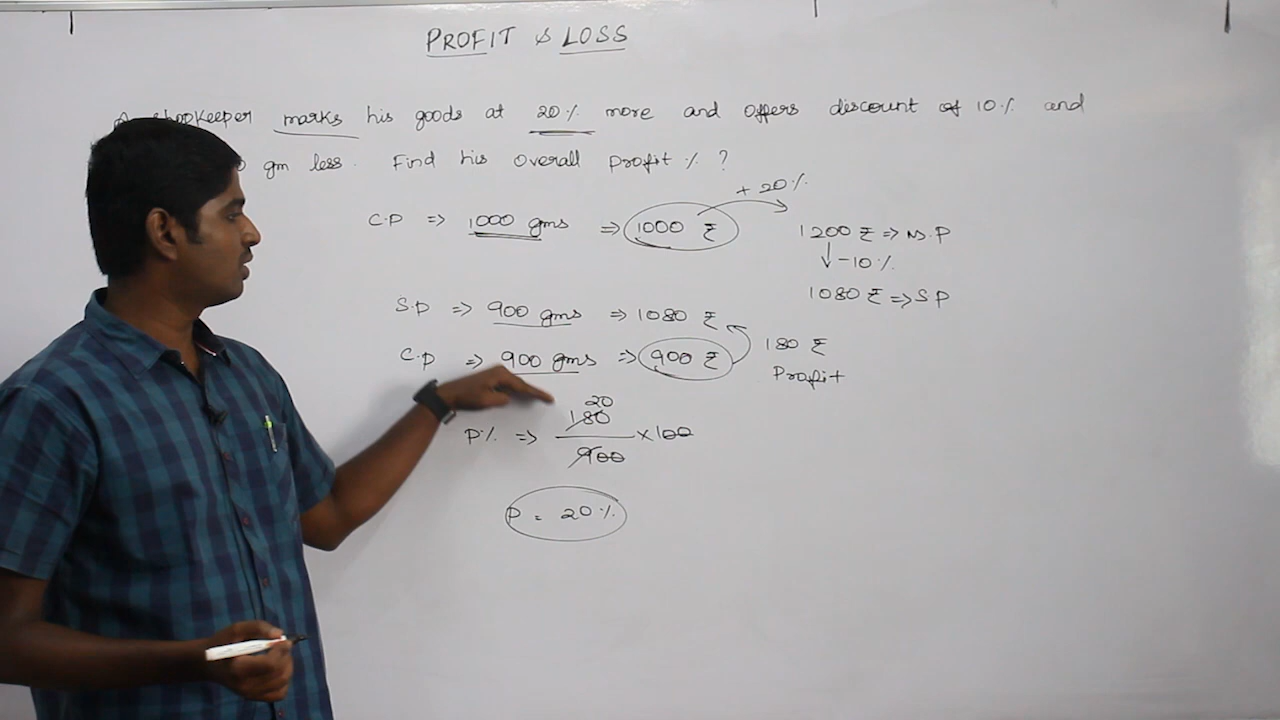 PROFIT & LOSS
A shopkeeper marks his goods at 20% more and offers discount of 10% and
gm less. Find his overall profit % ?
+ 20%
C.P ⇒ 1000 gms ⇒ 1000 ₹
1200 ₹ ⇒ M.P
↓ -10%
1080 ₹ ⇒ S P
S.P ⇒ 900 gms ⇒ 1080 ₹
C.P ⇒ 900 gms ⇒ 900 ₹
180 ₹
Profit
20
P% ⇒ 180/900 × 100
P = 20%